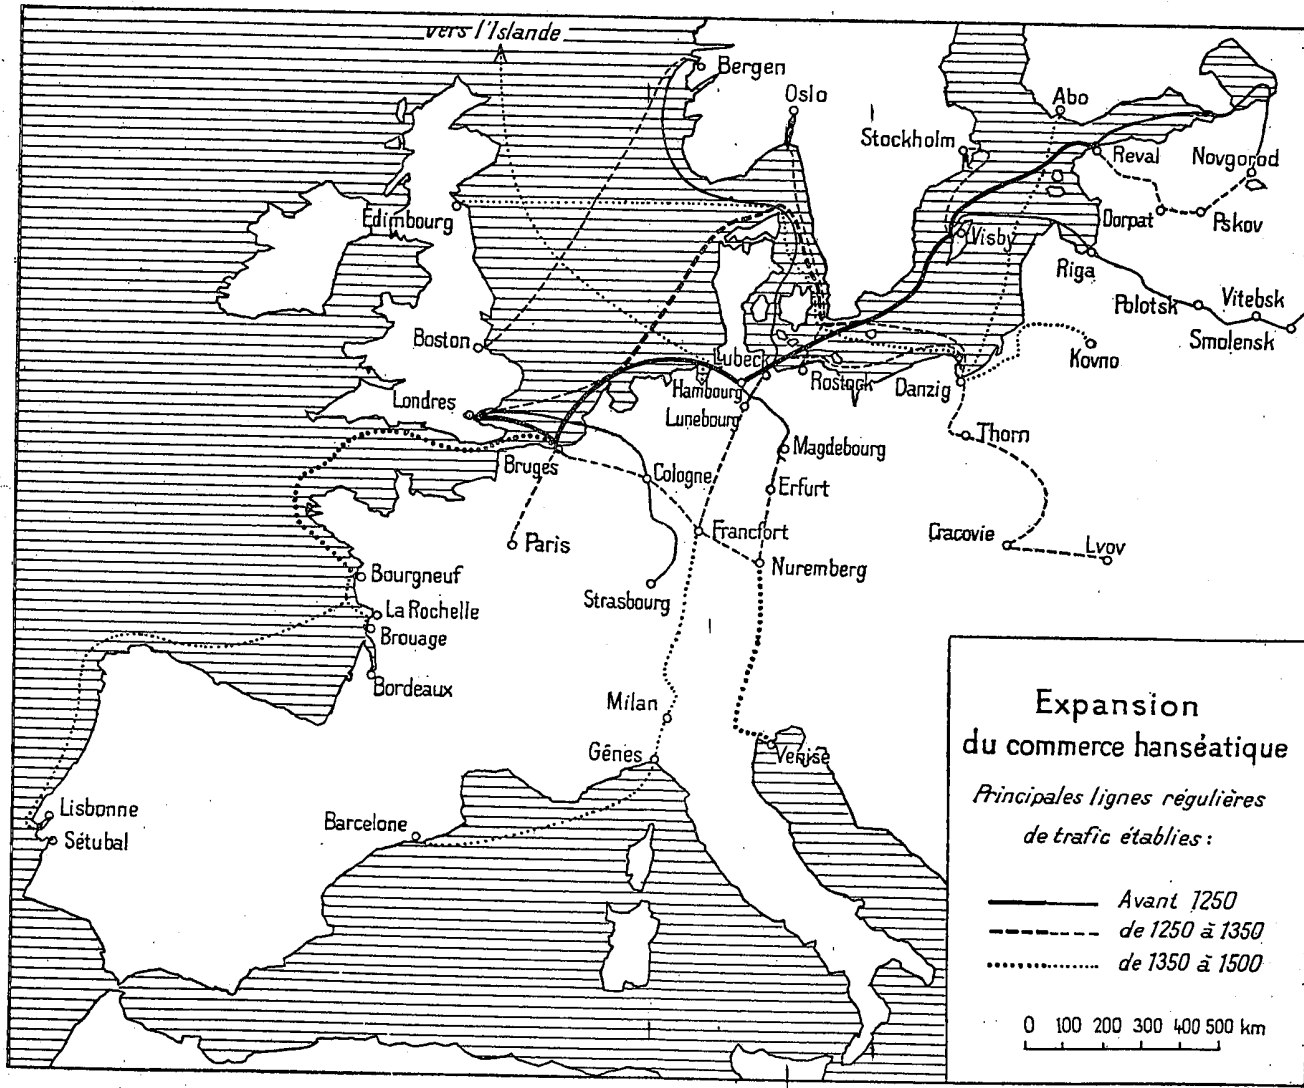 vers l'Islande
Bergen
Oslo
Abo
Stockholm
Reval
Novgorod
Edimbourg
Dorpat
Pskov
Visby
Riga
Polotsk
Vitebsk
Smolensk
Boston
Lubeck
Kovno
Hambourg
Rostock
Danzig
Londres
Lunebourg
Thorn
Magdebourg
Bruges
Cologne
Erfurt
Paris
Francfort
Cracovie
Lvov
Bourgneuf
Nuremberg
Strasbourg
La Rochelle
Brouage
Bordeaux
Milan
Gênes
Venise
Lisbonne
Sétubal
Barcelone
Expansion
du commerce hanséatique
Principales lignes régulières
de trafic établies :
Avant 1250
de 1250 à 1350
de 1350 à 1500
0 100 200 300 400 500 km